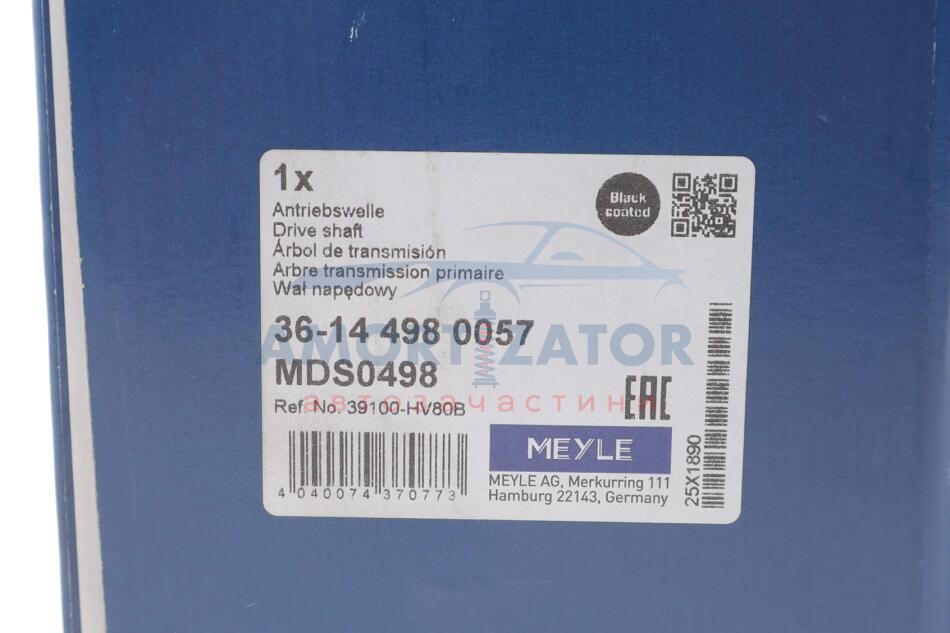 1x
Black
coated
Antriebswelle
Drive shaft
Árbol de transmisión
Arbre transmission primaire
Wał napędowy
36-14 498 0057
AMORTIZATOR
MDS0498
автозачастини
Ref. No. 39100-HV80B
EAC
MEYLE
MEYLE AG, Merkurring 111
Hamburg 22143, Germany
4 040074 370773
25X1890